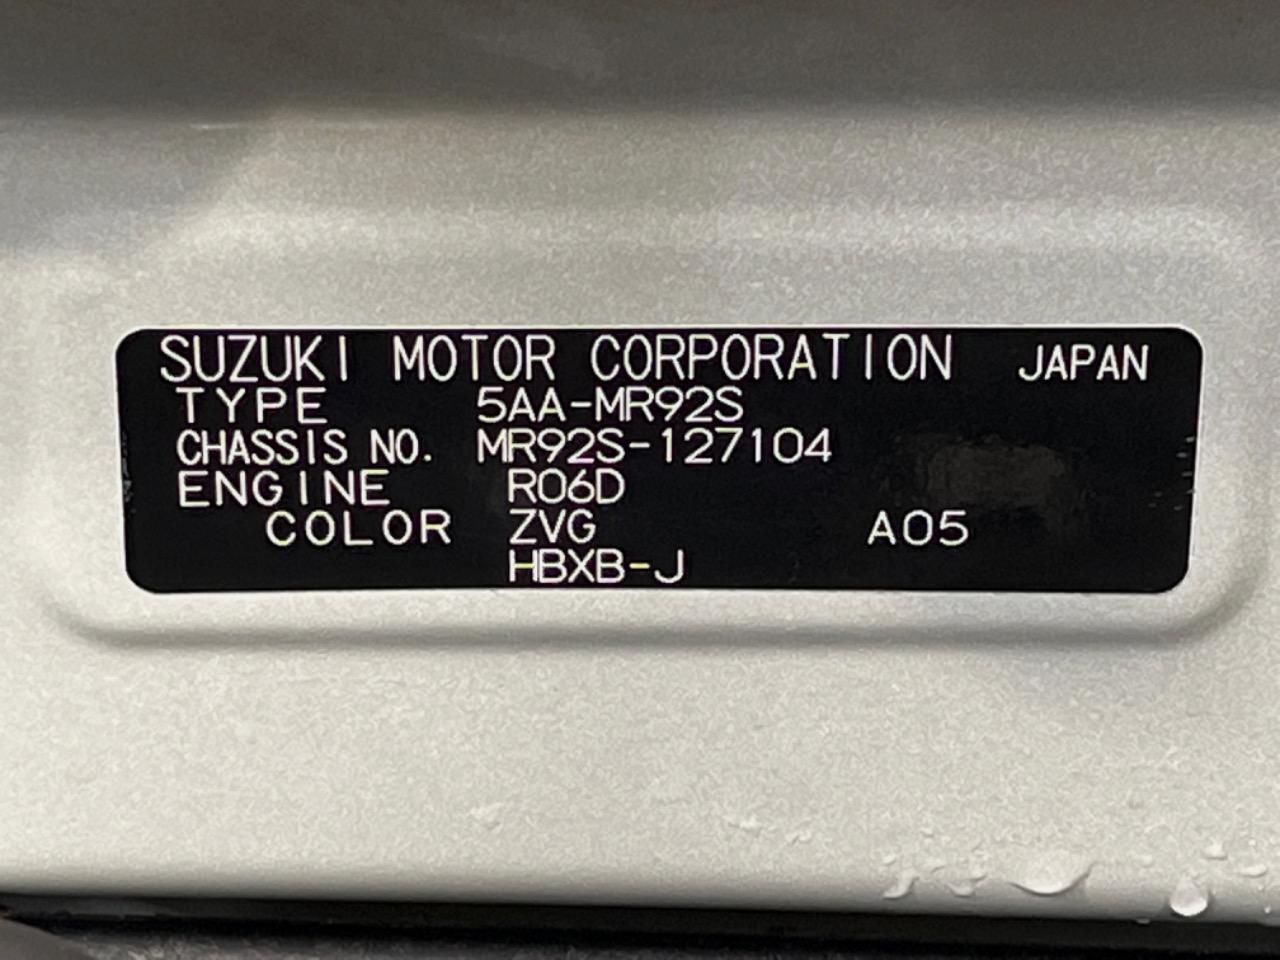 SUZUKI MOTOR CORPORATION JAPAN
TYPE 5AA-MR92S
CHASSIS NO. MR92S-127104
ENGINE R06D
COLOR ZVG A05
HBXB-J